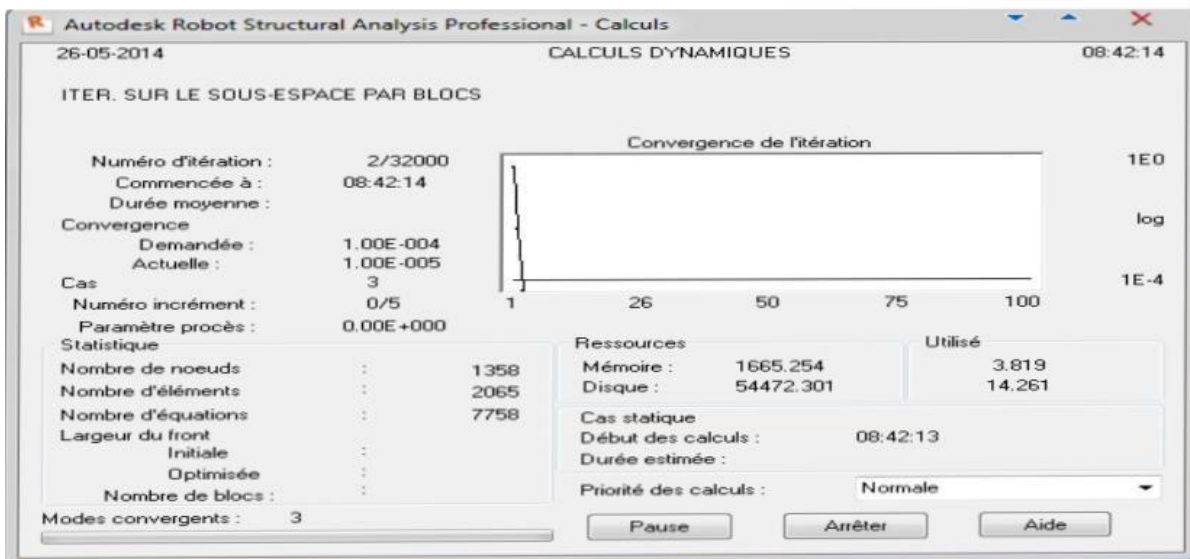 Autodesk Robot Structural Analysis Professional - Calculs
26-05-2014 CALCULS DYNAMIQUES 08:42:14
ITER. SUR LE SOUS-ESPACE PAR BLOCS
Convergence de l'itération
Numéro d'itération : 2/32000
Commencée à : 08:42:14
Durée moyenne :
Convergence
Demandée : 1.00E-004
Actuelle : 1.00E-005
Cas 3
Numéro incrément : 0/5
Paramètre procès : 0.00E+000
1E0
log
1E-4
1 26 50 75 100
Statistique
Nombre de noeuds : 1358
Nombre d'éléments : 2065
Nombre d'équations : 7758
Largeur du front
Initiale :
Optimisée :
Nombre de blocs : :
Modes convergents : 3
Ressources Utilisé
Mémoire : 1665.254 3.819
Disque : 54472.301 14.261
Cas statique
Début des calculs : 08:42:13
Durée estimée :
Priorité des calculs : Normale
Pause Arrêter Aide